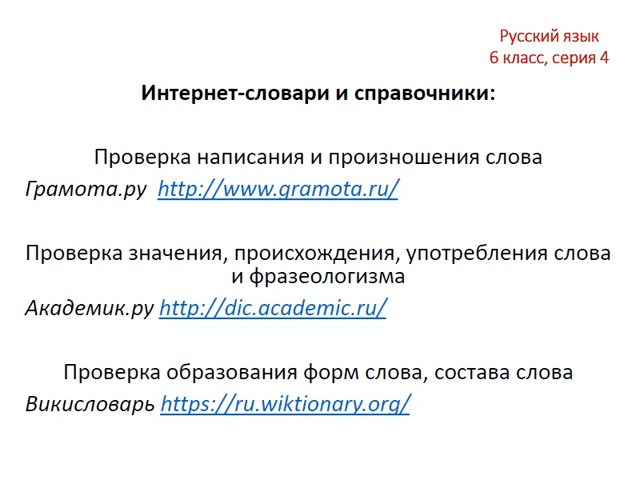 Русский язык
6 класс, серия 4
Интернет-словари и справочники:
Проверка написания и произношения слова
Грамота.ру http://www.gramota.ru/
Проверка значения, происхождения, употребления слова
и фразеологизма
Академик.ру http://dic.academic.ru/
Проверка образования форм слова, состава слова
Викисловарь https://ru.wiktionary.org/